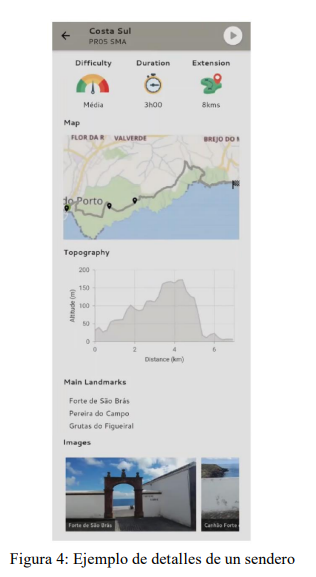 Costa Sul
PR05 SMA
Difficulty Duration Extension
Média 3h00 8kms
Map
FLOR DA R VALVERDE BREJO DO M
do Porto
Topography
200
150
100
50
0
Altitude (m)
0 2 4 6
Distance (km)
Main Landmarks
Forte de São Brás
Pereira do Campo
Grutas do Figueiral
Images
Forte de São Brás Canhão Forte
Figura 4: Ejemplo de detalles de un sendero